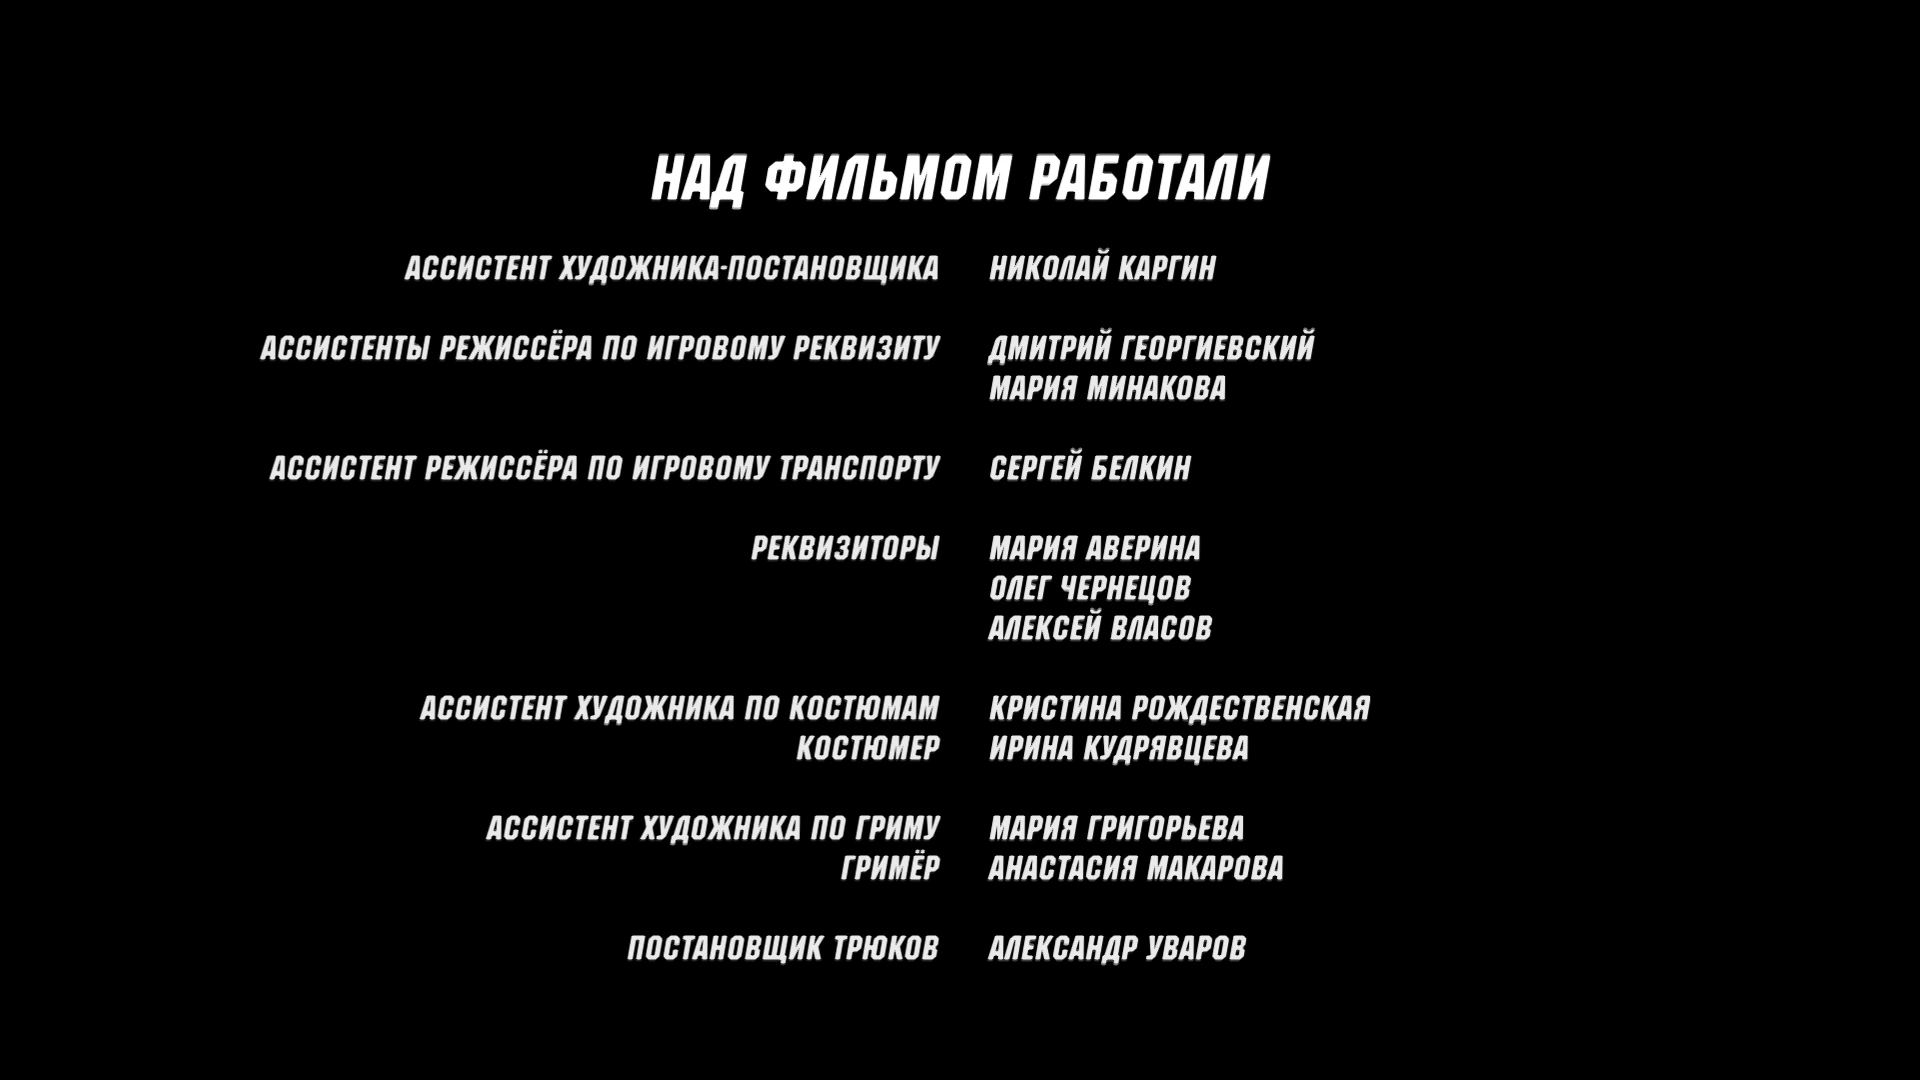 НАД ФИЛЬМОМ РАБОТАЛИ
АССИСТЕНТ ХУДОЖНИКА-ПОСТАНОВЩИКА НИКОЛАЙ КАРГИН
АССИСТЕНТЫ РЕЖИССЁРА ПО ИГРОВОМУ РЕКВИЗИТУ ДМИТРИЙ ГЕОРГИЕВСКИЙ
МАРИЯ МИНАКОВА
АССИСТЕНТ РЕЖИССЁРА ПО ИГРОВОМУ ТРАНСПОРТУ СЕРГЕЙ БЕЛКИН
РЕКВИЗИТОРЫ МАРИЯ АВЕРИНА
ОЛЕГ ЧЕРНЕЦОВ
АЛЕКСЕЙ ВЛАСОВ
АССИСТЕНТ ХУДОЖНИКА ПО КОСТЮМАМ КРИСТИНА РОЖДЕСТВЕНСКАЯ
КОСТЮМЕР ИРИНА КУДРЯВЦЕВА
АССИСТЕНТ ХУДОЖНИКА ПО ГРИМУ МАРИЯ ГРИГОРЬЕВА
ГРИМЁР АНАСТАСИЯ МАКАРОВА
ПОСТАНОВЩИК ТРЮКОВ АЛЕКСАНДР УВАРОВ